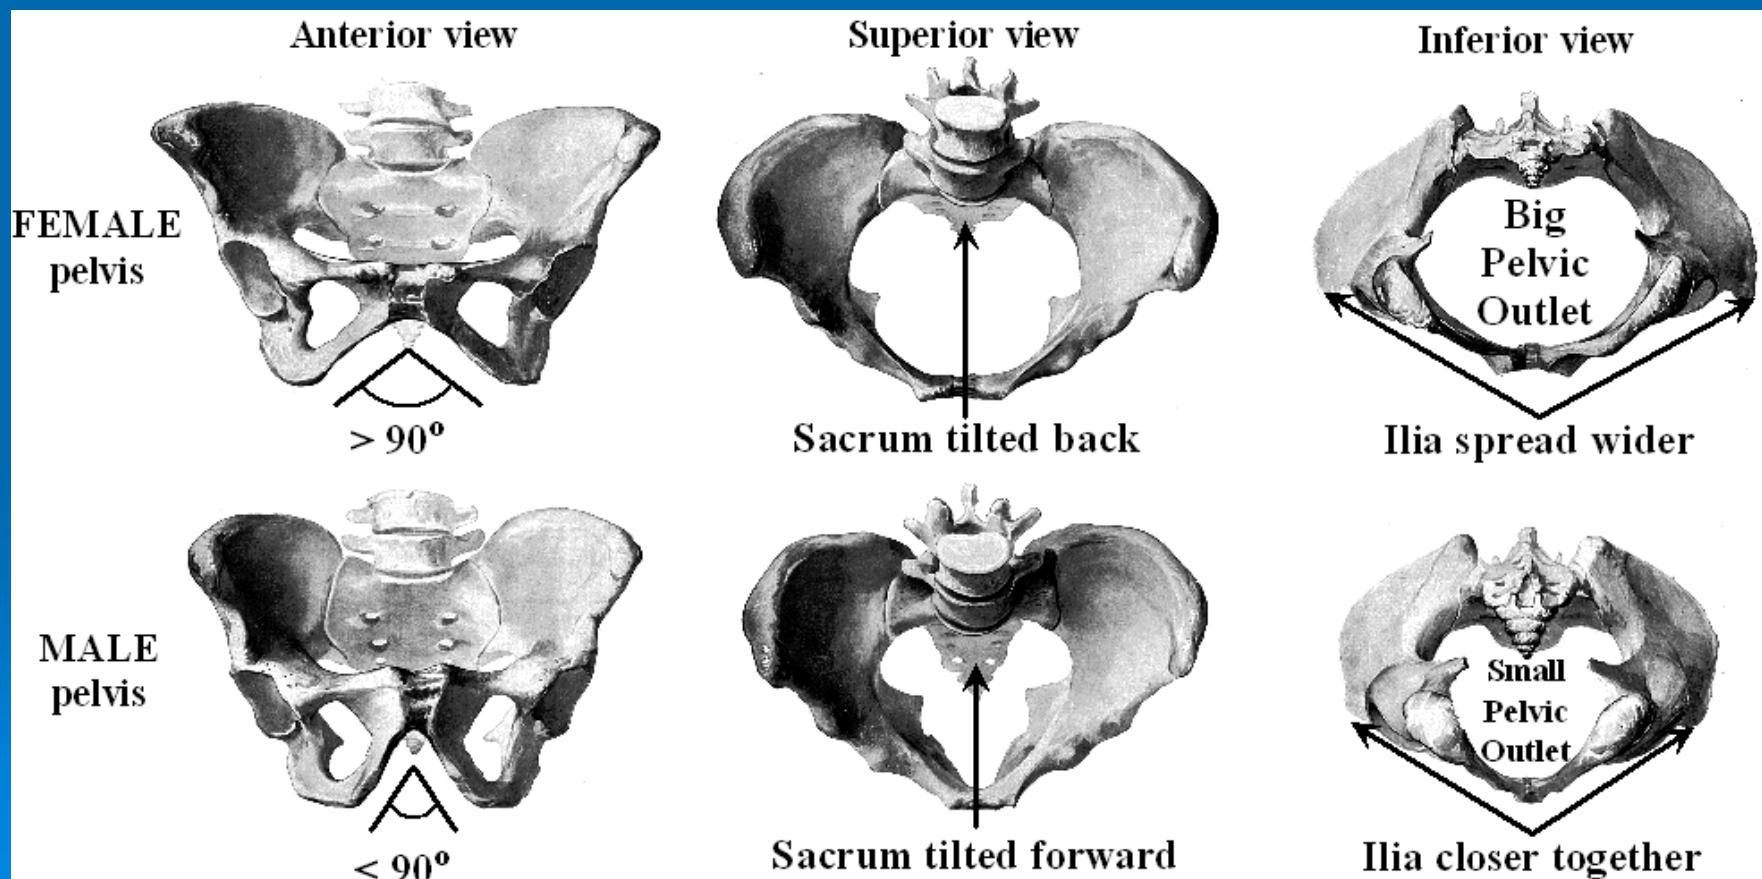 Anterior view
Superior view
Inferior view
FEMALE
pelvis
Big
Pelvic
Outlet
> 90º
Sacrum tilted back
Ilia spread wider
MALE
pelvis
Small
Pelvic
Outlet
< 90º
Sacrum tilted forward
Ilia closer together